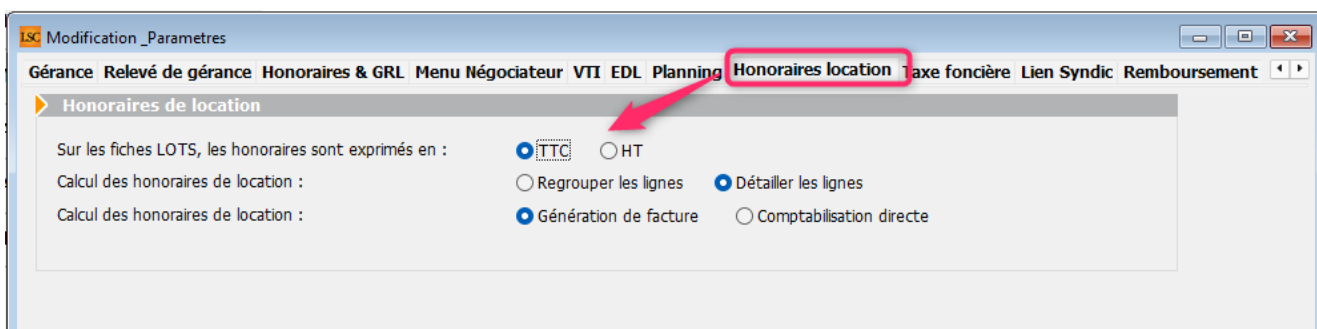 LSC Modification _Parametres
Gérance Relevé de gérance Honoraires & GRL Menu Négociateur VTI EDL Planning Honoraires location Taxe foncière Lien Syndic Remboursement
Honoraires de location
Sur les fiches LOTS, les honoraires sont exprimés en : TTC HT
Calcul des honoraires de location : Regrouper les lignes Détailler les lignes
Calcul des honoraires de location : Génération de facture Comptabilisation directe